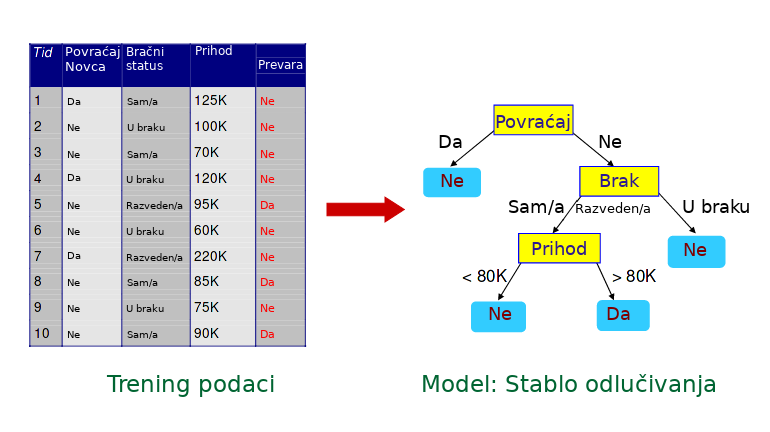 Tid Povraćaj Novca Bračni status Prihod Prevara
1 Da Sam/a 125K Ne
2 Ne U braku 100K Ne
3 Ne Sam/a 70K Ne
4 Da U braku 120K Ne
5 Ne Razveden/a 95K Da
6 Ne U braku 60K Ne
7 Da Razveden/a 220K Ne
8 Ne Sam/a 85K Da
9 Ne U braku 75K Ne
10 Ne Sam/a 90K Da
Trening podaci
Povraćaj
Da Ne
Ne Brak
Sam/a Razveden/a U braku
Prihod Ne
< 80K > 80K
Ne Da
Model: Stablo odlučivanja